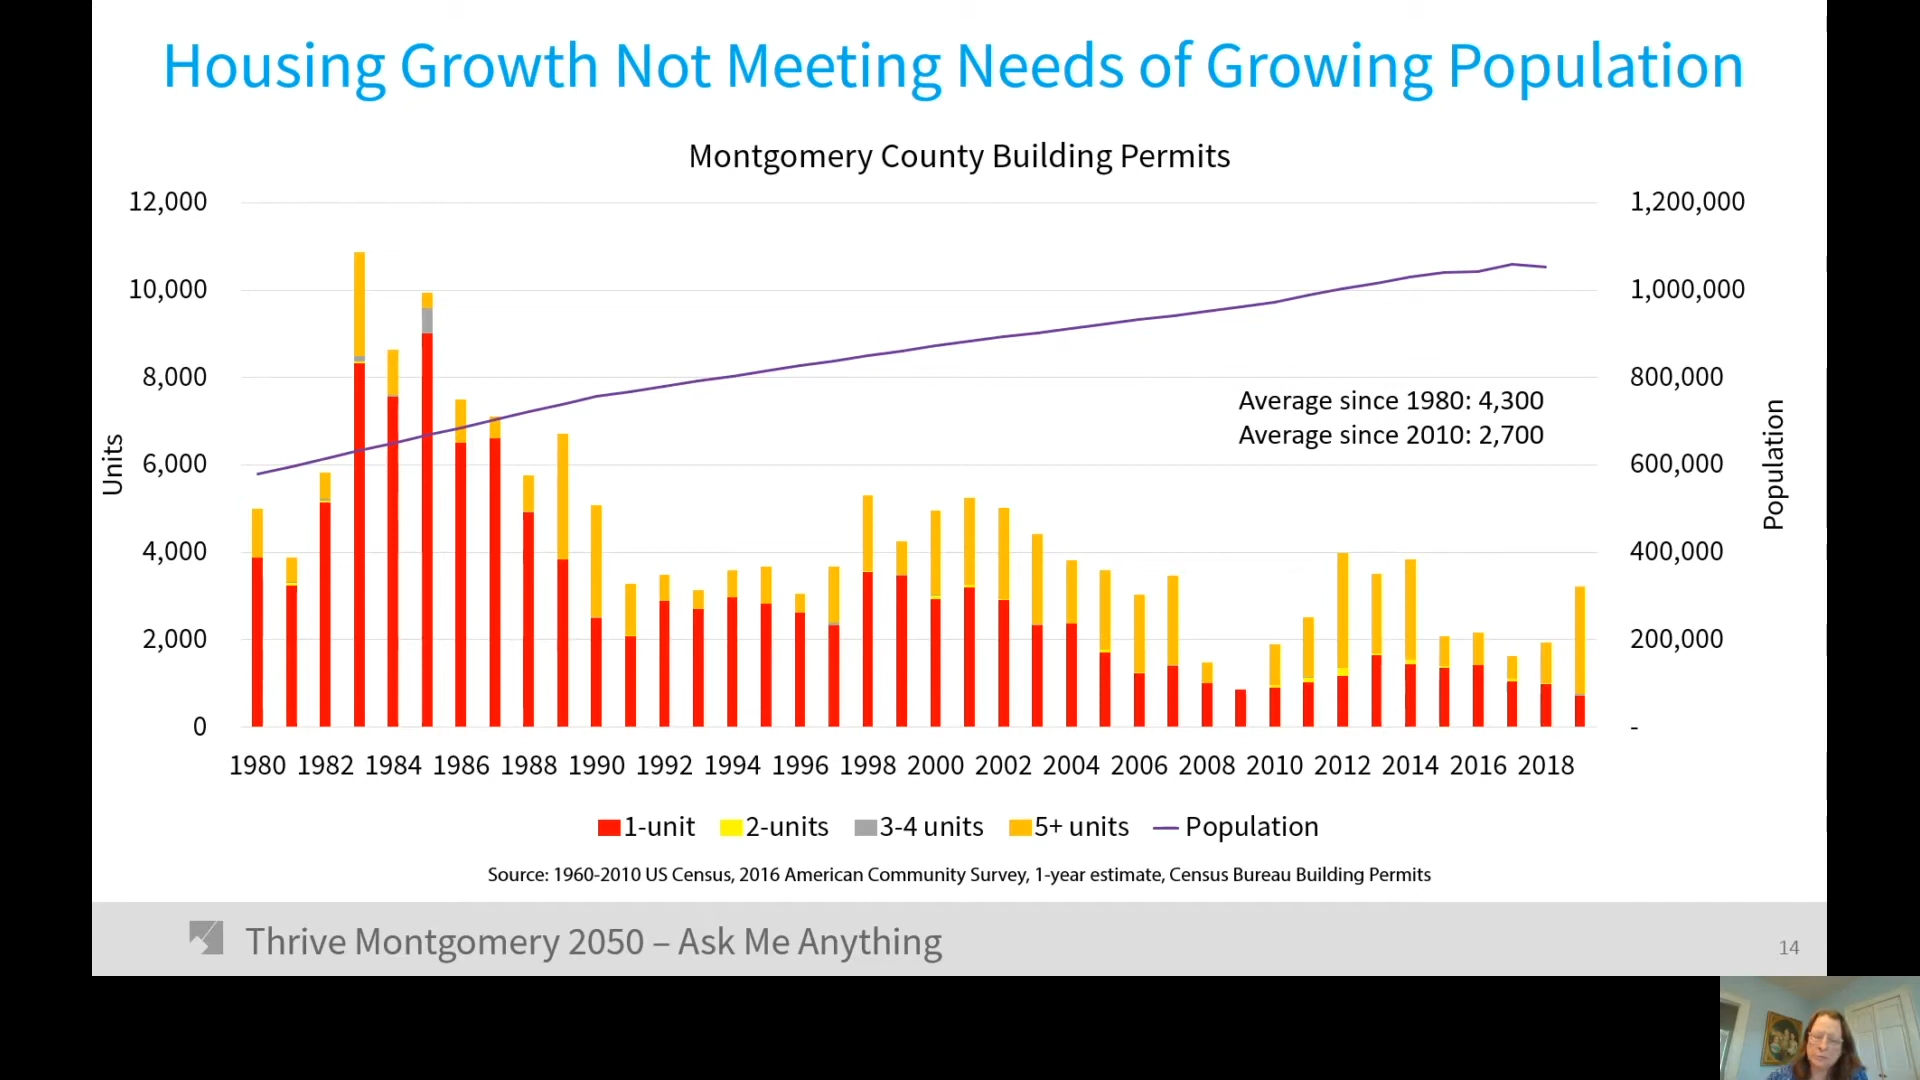 Housing Growth Not Meeting Needs of Growing Population
Montgomery County Building Permits
12,000
10,000
8,000
6,000
4,000
2,000
0
Units
1,200,000
1,000,000
800,000
600,000
400,000
200,000
-
Population
Average since 1980: 4,300
Average since 2010: 2,700
1980 1982 1984 1986 1988 1990 1992 1994 1996 1998 2000 2002 2004 2006 2008 2010 2012 2014 2016 2018
1-unit 2-units 3-4 units 5+ units Population
Source: 1960-2010 US Census, 2016 American Community Survey, 1-year estimate, Census Bureau Building Permits
Thrive Montgomery 2050 – Ask Me Anything
14